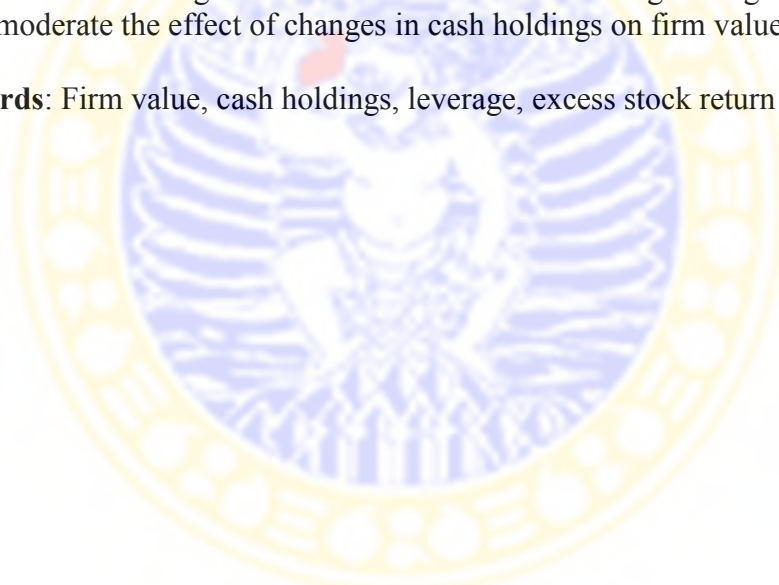 moderate the effect of changes in cash holdings on firm value
rds: Firm value, cash holdings, leverage, excess stock return